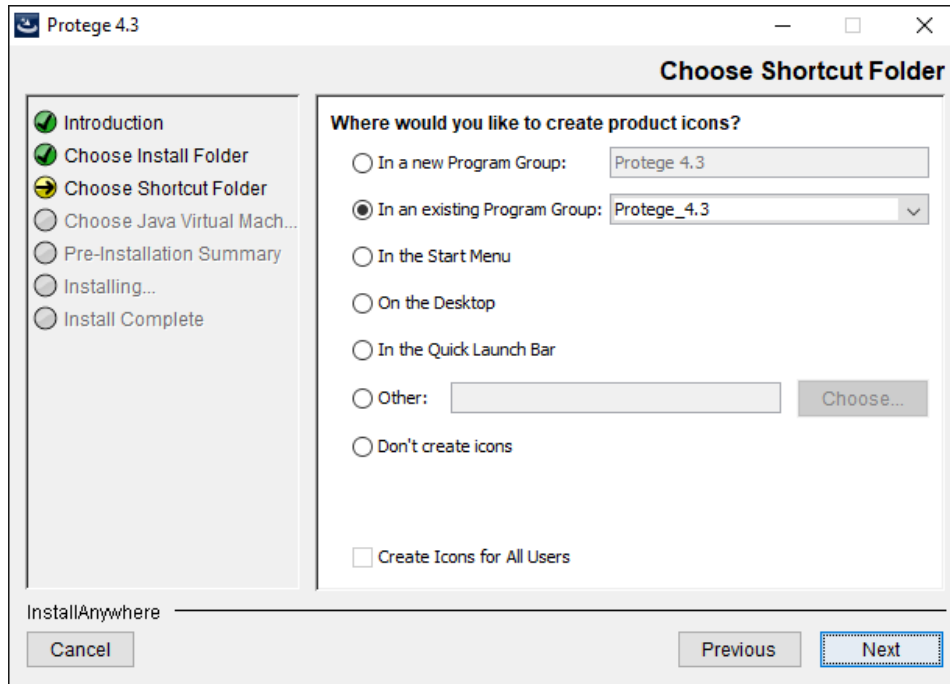 Protege 4.3
Choose Shortcut Folder
Introduction
Choose Install Folder
Choose Shortcut Folder
Choose Java Virtual Mach...
Pre-Installation Summary
Installing...
Install Complete
Where would you like to create product icons?
In a new Program Group: Protege 4.3
In an existing Program Group: Protege_4.3
In the Start Menu
On the Desktop
In the Quick Launch Bar
Other: Choose...
Don't create icons
Create Icons for All Users
InstallAnywhere
Cancel Previous Next